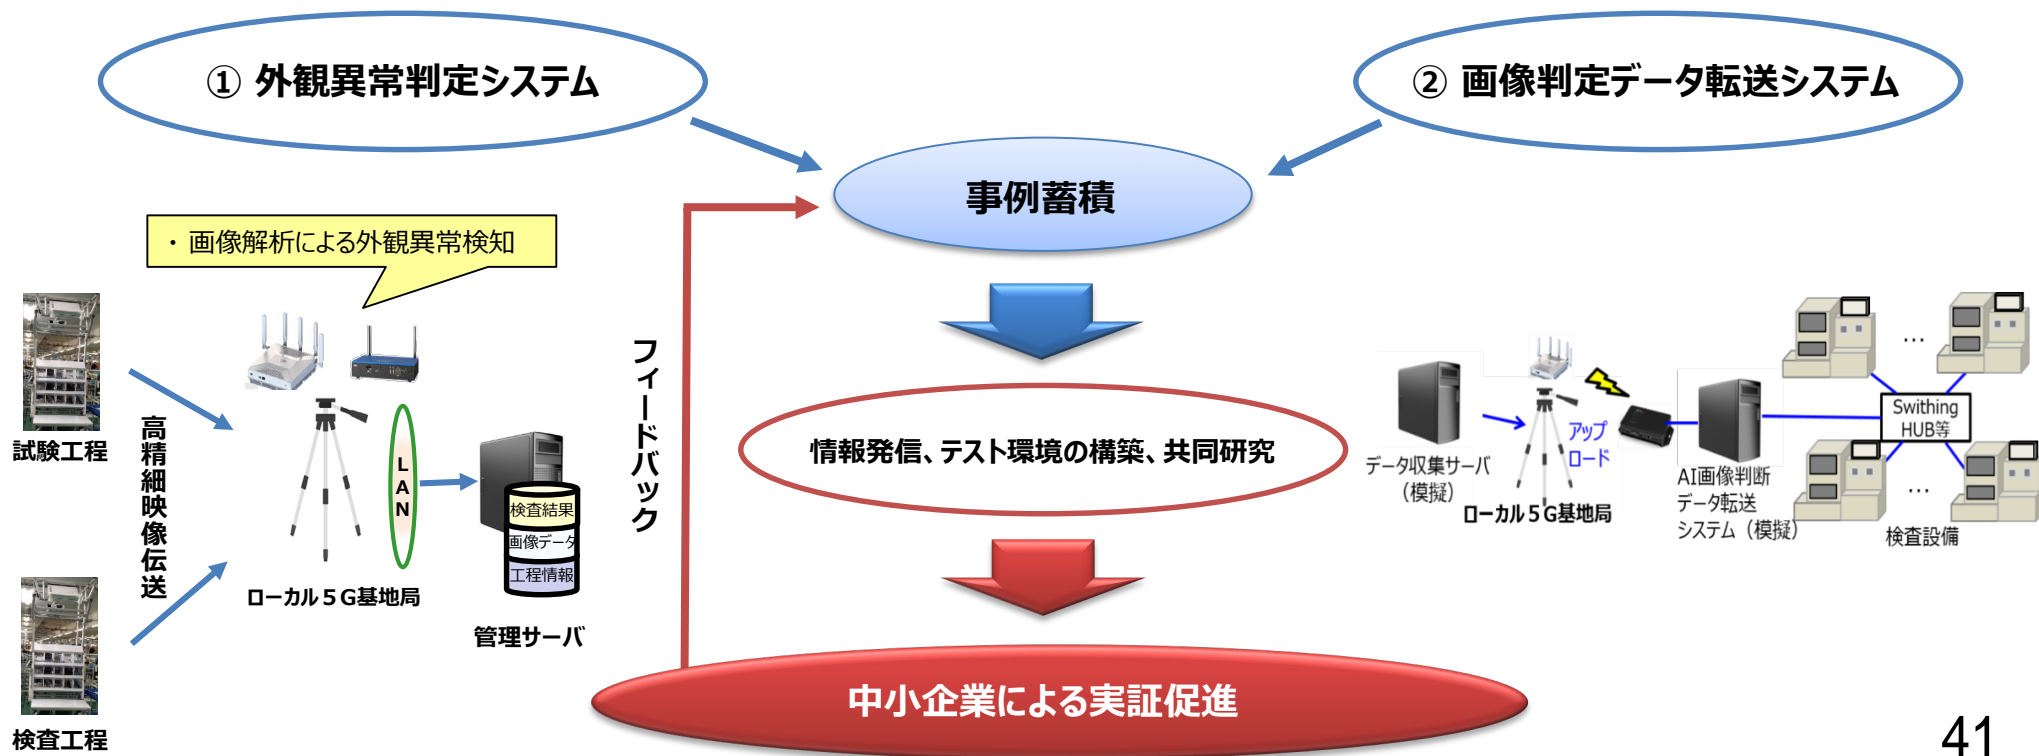 ① 外観異常判定システム
② 画像判定データ転送システム
事例蓄積
・ 画像解析による外観異常検知
試験工程
高精細映像伝送
検査工程
ローカル５G基地局
LAN
検査結果
画像データ
工程情報
管理サーバ
フィードバック
情報発信、テスト環境の構築、共同研究
中小企業による実証促進
データ収集サーバ
（模擬）
ローカル５G基地局
アップ
ロード
AI画像判断
データ転送
システム（模擬）
…
…
Swithing
HUB等
検査設備
41